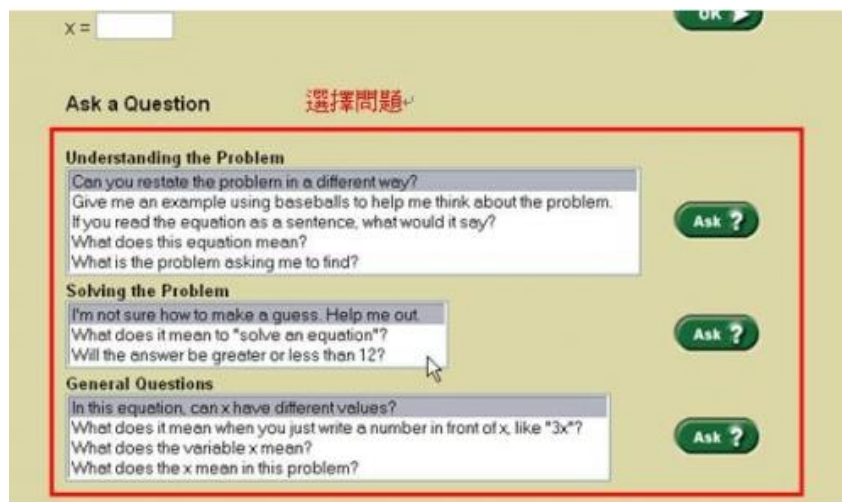 x =
OK
Ask a Question
選擇問題
Understanding the Problem
Can you restate the problem in a different way?
Give me an example using baseballs to help me think about the problem.
If you read the equation as a sentence, what would it say?
What does this equation mean?
What is the problem asking me to find?
Ask ?
Solving the Problem
I'm not sure how to make a guess. Help me out.
What does it mean to "solve an equation"?
Will the answer be greater or less than 12?
Ask ?
General Questions
In this equation, can x have different values?
What does it mean when you just write a number in front of x, like "3x"?
What does the variable x mean?
What does the x mean in this problem?
Ask ?